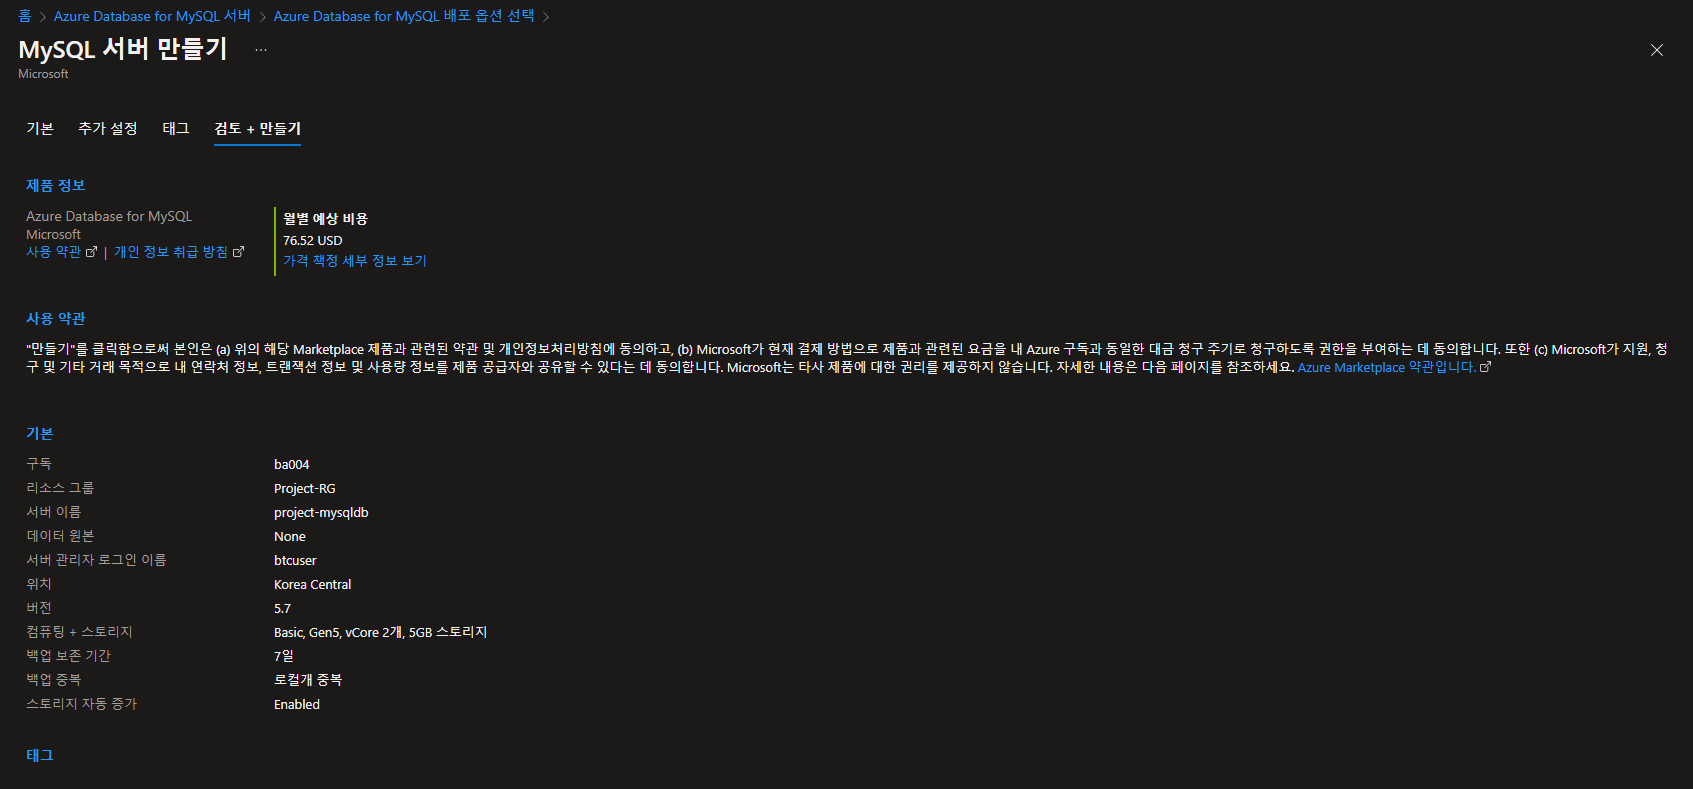 홈 > Azure Database for MySQL 서버 > Azure Database for MySQL 배포 옵션 선택 >
MySQL 서버 만들기 ...
Microsoft
기본 추가 설정 태그 검토 + 만들기
제품 정보
Azure Database for MySQL
Microsoft
사용 약관 | 개인 정보 취급 방침
월별 예상 비용
76.52 USD
가격 책정 세부 정보 보기
사용 약관
"만들기"를 클릭함으로써 본인은 (a) 위의 해당 Marketplace 제품과 관련된 약관 및 개인정보처리방침에 동의하고, (b) Microsoft가 현재 결제 방법으로 제품과 관련된 요금을 내 Azure 구독과 동일한 대금 청구 주기로 청구하도록 권한을 부여하는 데 동의합니다. 또한 (c) Microsoft가 지원, 청
구 및 기타 거래 목적으로 내 연락처 정보, 트랜잭션 정보 및 사용량 정보를 제품 공급자와 공유할 수 있다는 데 동의합니다. Microsoft는 타사 제품에 대한 권리를 제공하지 않습니다. 자세한 내용은 다음 페이지를 참조하세요. Azure Marketplace 약관입니다.
기본
구독 ba004
리소스 그룹 Project-RG
서버 이름 project-mysqldb
데이터 원본 None
서버 관리자 로그인 이름 btcuser
위치 Korea Central
버전 5.7
컴퓨팅 + 스토리지 Basic, Gen5, vCore 2개, 5GB 스토리지
백업 보존 기간 7일
백업 중복 로컬개 중복
스토리지 자동 증가 Enabled
태그